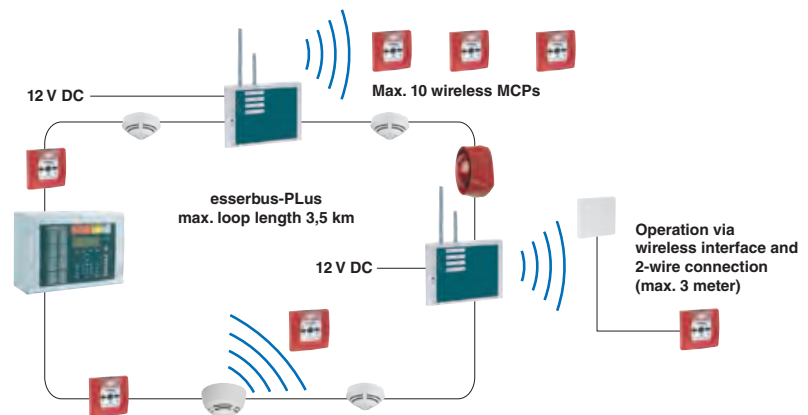 Max. 10 wireless MCPs
12 V DC
esserbus-PLus
max. loop length 3,5 km
Operation via
wireless interface and
2-wire connection
(max. 3 meter)
12 V DC